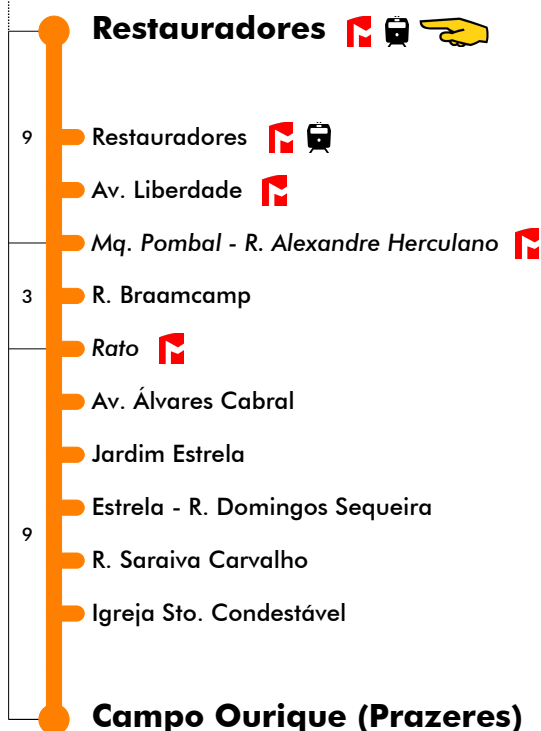 Restauradores
9 Restauradores
Av. Liberdade
Mq. Pombal - R. Alexandre Herculano
3 R. Braamcamp
Rato
Av. Álvares Cabral
Jardim Estrela
Estrela - R. Domingos Sequeira
9
R. Saraiva Carvalho
Igreja Sto. Condestável
Campo Ourique (Prazeres)